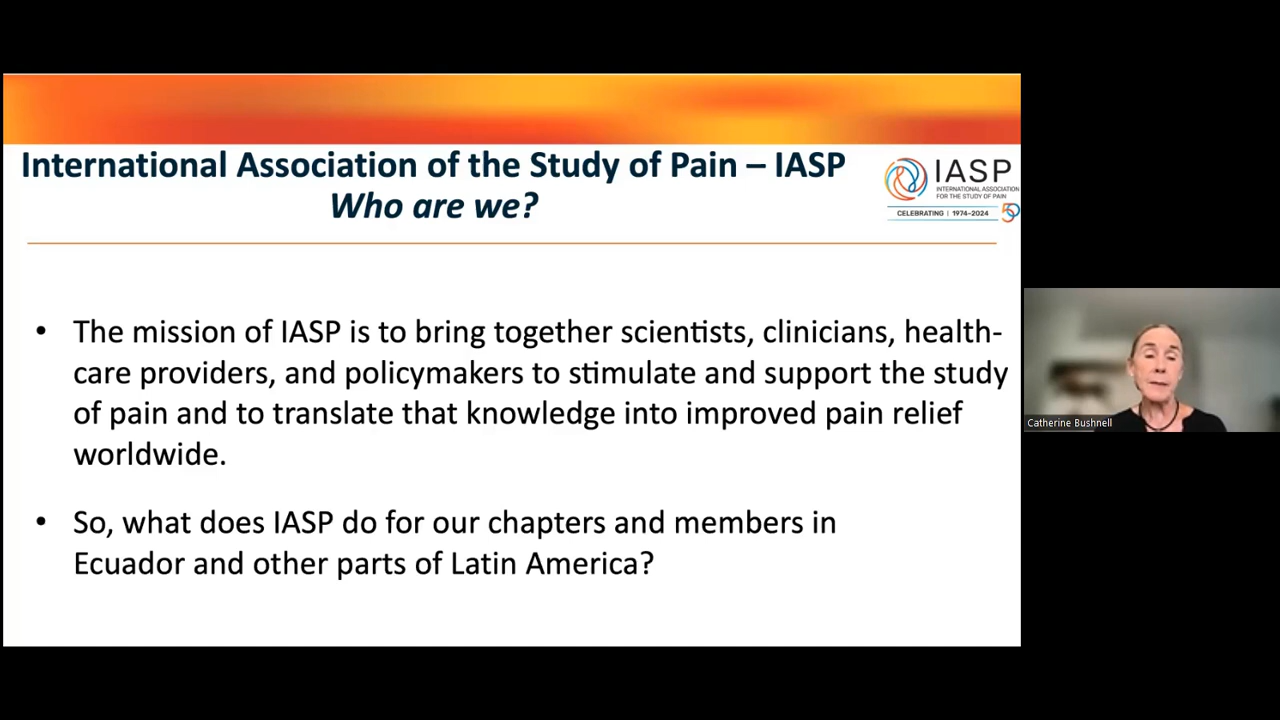 International Association of the Study of Pain – IASP
Who are we?
IASP
INTERNATIONAL ASSOCIATION
FOR THE STUDY OF PAIN
CELEBRATING | 1974–2024
50
• The mission of IASP is to bring together scientists, clinicians, health-
care providers, and policymakers to stimulate and support the study
of pain and to translate that knowledge into improved pain relief
worldwide.
• So, what does IASP do for our chapters and members in
Ecuador and other parts of Latin America?
Catherine Bushnell